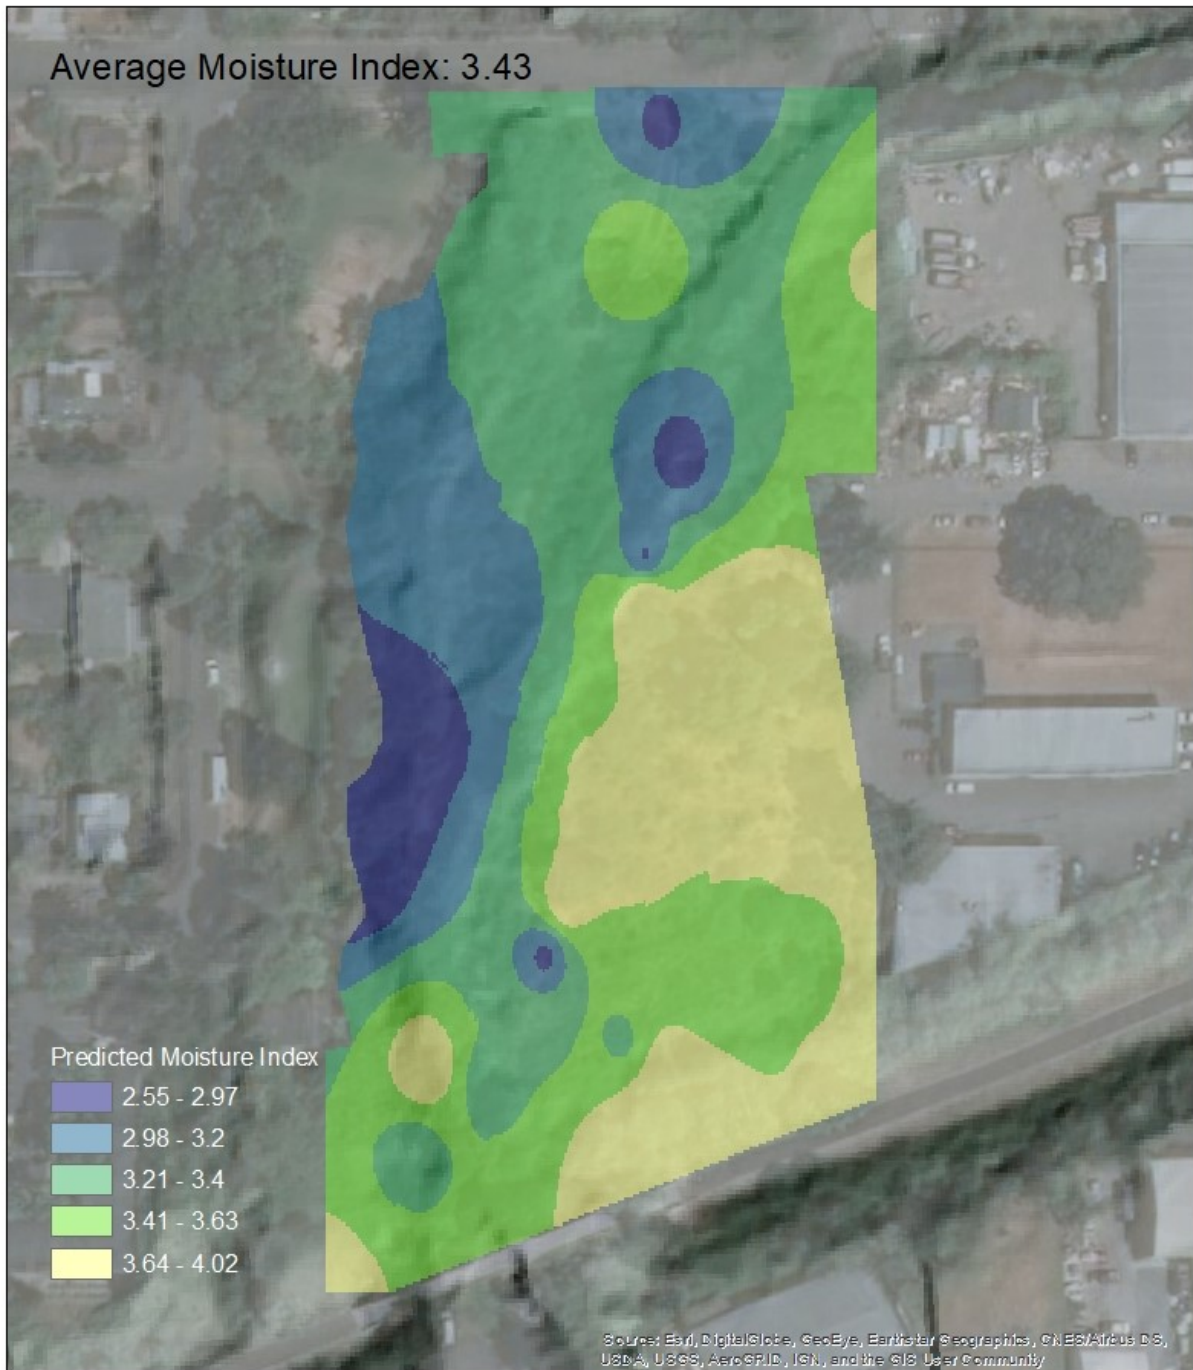 Average Moisture Index: 3.43
Predicted Moisture Index
2.55 - 2.97
2.98 - 3.2
3.21 - 3.4
3.41 - 3.63
3.64 - 4.02
Source: Esri, DigitalGlobe, GeoEye, Earthstar Geographics, CNES/Airbus DS,
USDA, USGS, AeroGRID, IGN, and the GIS User Community